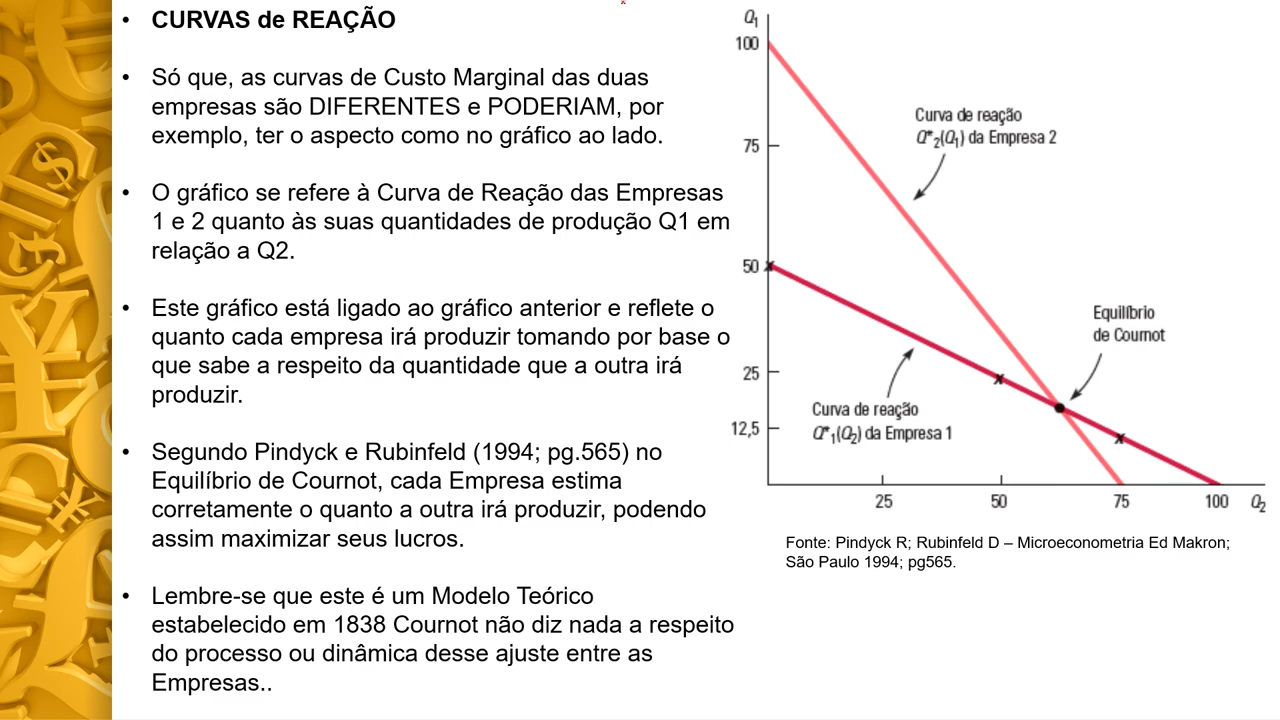 • CURVAS de REAÇÃO
• Só que, as curvas de Custo Marginal das duas
empresas são DIFERENTES e PODERIAM, por
exemplo, ter o aspecto como no gráfico ao lado.
• O gráfico se refere à Curva de Reação das Empresas
1 e 2 quanto às suas quantidades de produção Q1 em
relação a Q2.
• Este gráfico está ligado ao gráfico anterior e reflete o
quanto cada empresa irá produzir tomando por base o
que sabe a respeito da quantidade que a outra irá
produzir.
• Segundo Pindyck e Rubinfeld (1994; pg.565) no
Equilíbrio de Cournot, cada Empresa estima
corretamente o quanto a outra irá produzir, podendo
assim maximizar seus lucros.
• Lembre-se que este é um Modelo Teórico
estabelecido em 1838 Cournot não diz nada a respeito
do processo ou dinâmica desse ajuste entre as
Empresas..
Q1
100
75
50
25
12,5
Curva de reação
Q*2(Q1) da Empresa 2
Equilíbrio
de Cournot
Curva de reação
Q*1(Q2) da Empresa 1
25 50 75 100 Q2
Fonte: Pindyck R; Rubinfeld D – Microeconometria Ed Makron;
São Paulo 1994; pg565.